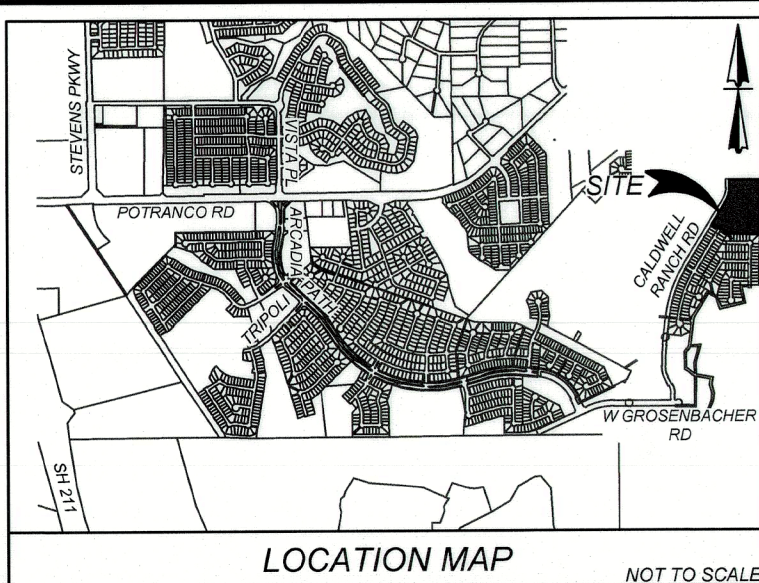 STEVENS PKWY
VISTA PL
SITE
POTRANCO RD
ARCADIA PATH
CALDWELL
RANCH RD
TRIPOLI
W GROSENBACHER
RD
SH 211
LOCATION MAP
NOT TO SCALE